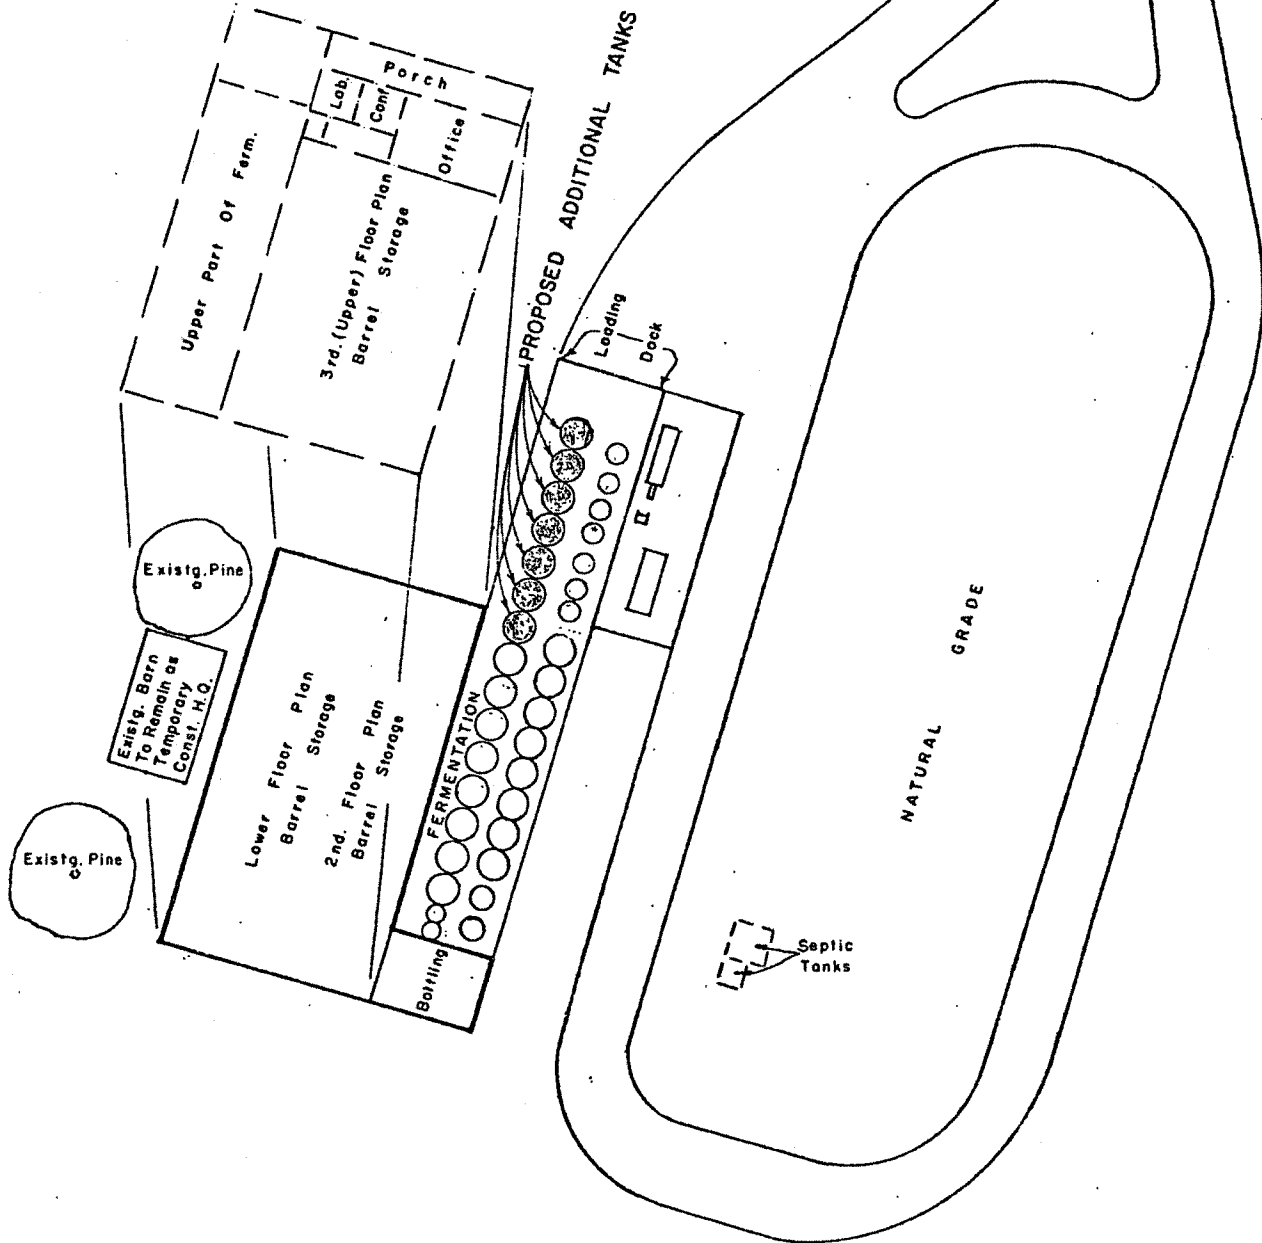 Porch
Lab.
Conf.
Office
Upper Part Of Ferm.
3rd. (Upper) Floor Plan
Barrel Storage
PROPOSED ADDITIONAL TANKS
Loading
Dock
Existg. Pine
Existg. Barn
To Remain as
Temporary
Const. H.Q.
Existg. Pine
Lower Floor Plan
Barrel Storage
2nd. Floor Plan
Barrel Storage
FERMENTATION
Bottling
NATURAL GRADE
Septic
Tanks